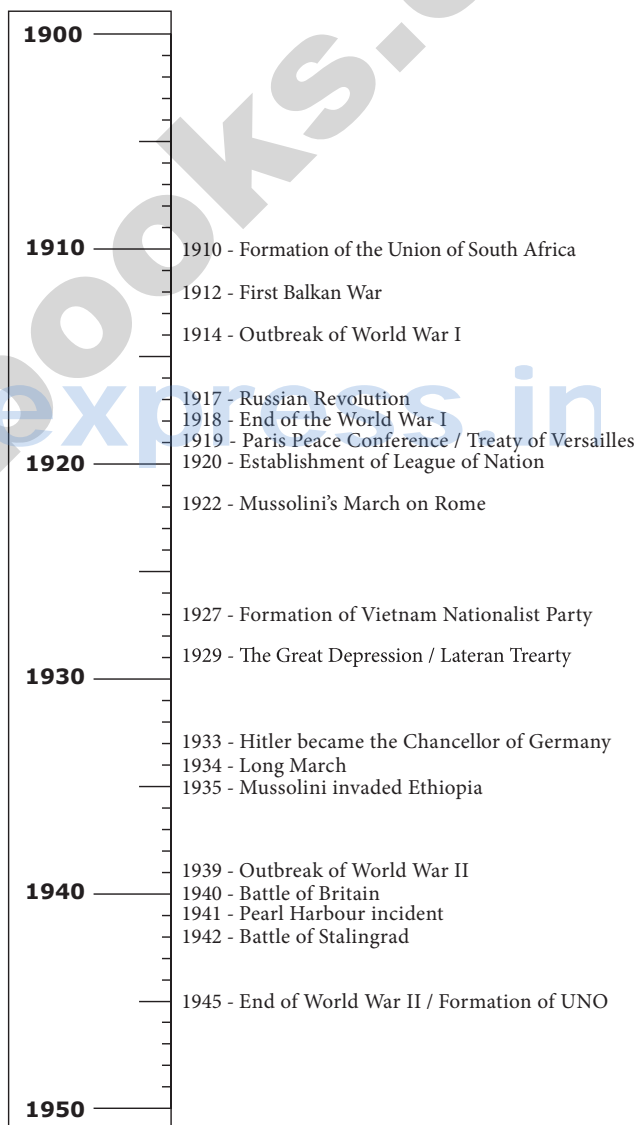 1900
1910
1910 - Formation of the Union of South Africa
1912 - First Balkan War
1914 - Outbreak of World War I
1917 - Russian Revolution
1918 - End of the World War I
1919 - Paris Peace Conference / Treaty of Versailles
1920
1920 - Establishment of League of Nation
1922 - Mussolini's March on Rome
1927 - Formation of Vietnam Nationalist Party
1929 - The Great Depression / Lateran Trearty
1930
1933 - Hitler became the Chancellor of Germany
1934 - Long March
1935 - Mussolini invaded Ethiopia
1939 - Outbreak of World War II
1940
1940 - Battle of Britain
1941 - Pearl Harbour incident
1942 - Battle of Stalingrad
1945 - End of World War II / Formation of UNO
1950
ooks.
express.in